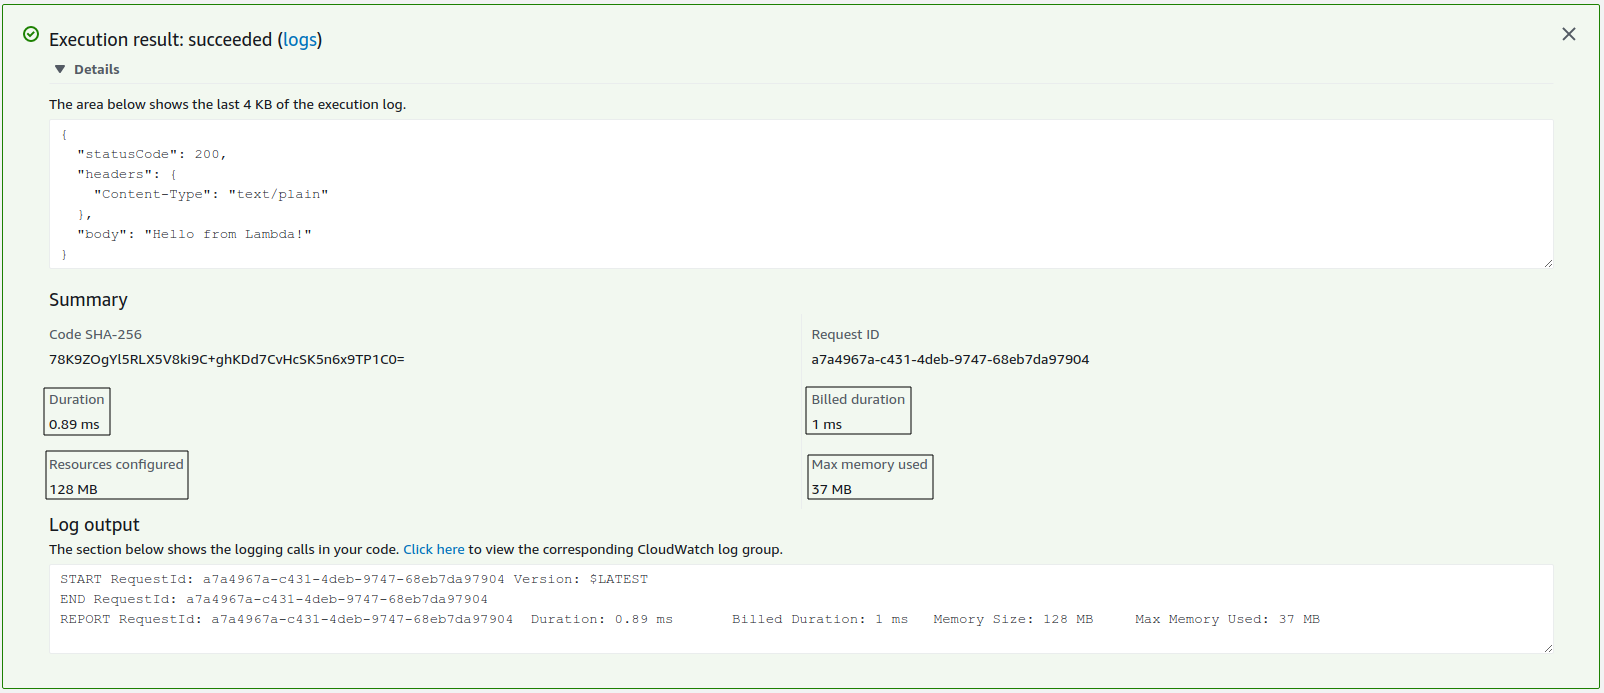 Execution result: succeeded (logs)
Details
The area below shows the last 4 KB of the execution log.
{
"statusCode": 200,
"headers": {
"Content-Type": "text/plain"
},
"body": "Hello from Lambda!"
}
Summary
Code SHA-256
78K9ZOgYl5RLX5V8ki9C+ghKDd7CvHcSK5n6x9TP1C0=
Request ID
a7a4967a-c431-4deb-9747-68eb7da97904
Duration
0.89 ms
Billed duration
1 ms
Resources configured
128 MB
Max memory used
37 MB
Log output
The section below shows the logging calls in your code. Click here to view the corresponding CloudWatch log group.
START RequestId: a7a4967a-c431-4deb-9747-68eb7da97904 Version: $LATEST
END RequestId: a7a4967a-c431-4deb-9747-68eb7da97904
REPORT RequestId: a7a4967a-c431-4deb-9747-68eb7da97904 Duration: 0.89 ms Billed Duration: 1 ms Memory Size: 128 MB Max Memory Used: 37 MB